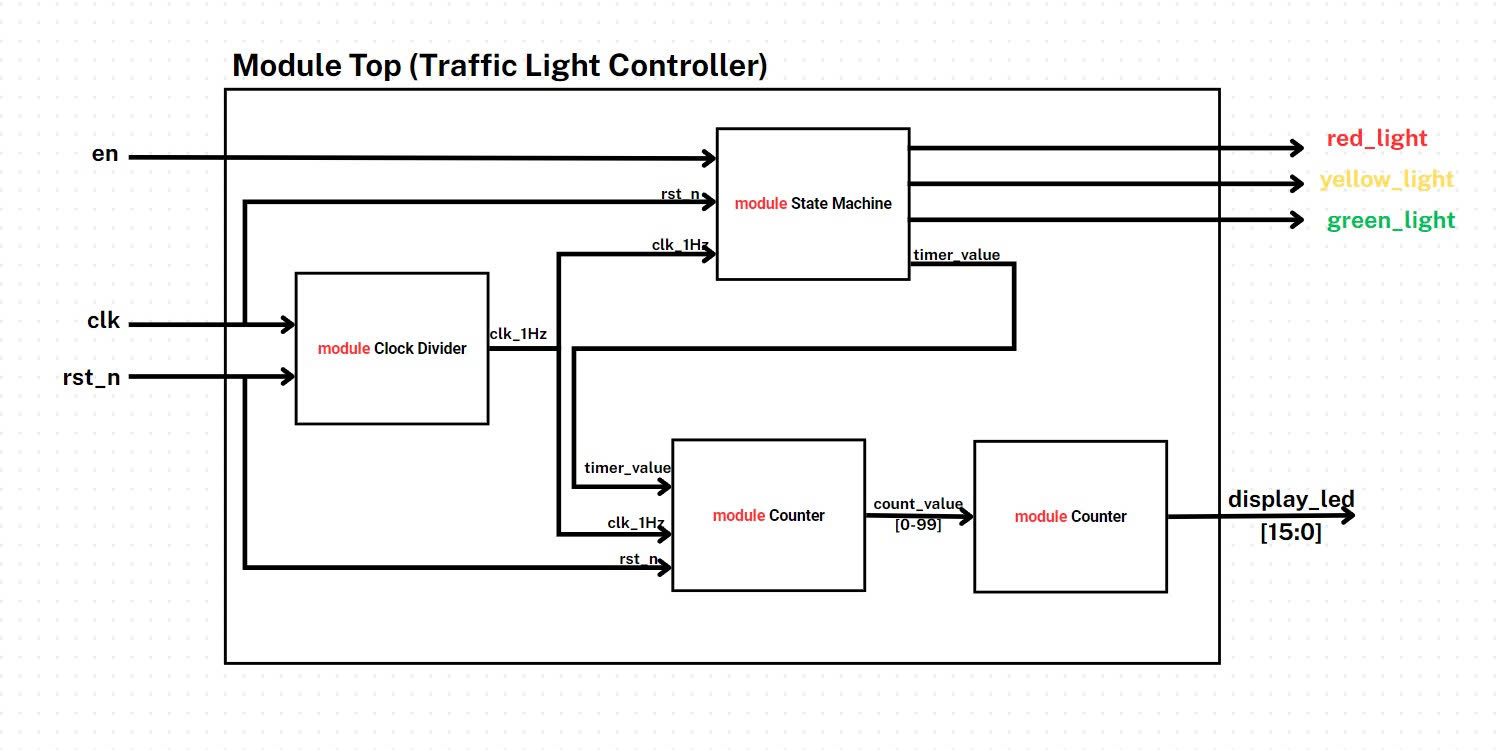 Module Top (Traffic Light Controller)
en
red_light
yellow_light
green_light
rst_n
module State Machine
clk_1Hz
timer_value
clk
rst_n
module Clock Divider
clk_1Hz
timer_value
clk_1Hz
rst_n
module Counter
count_value
[0-99]
module Counter
display_led
[15:0]